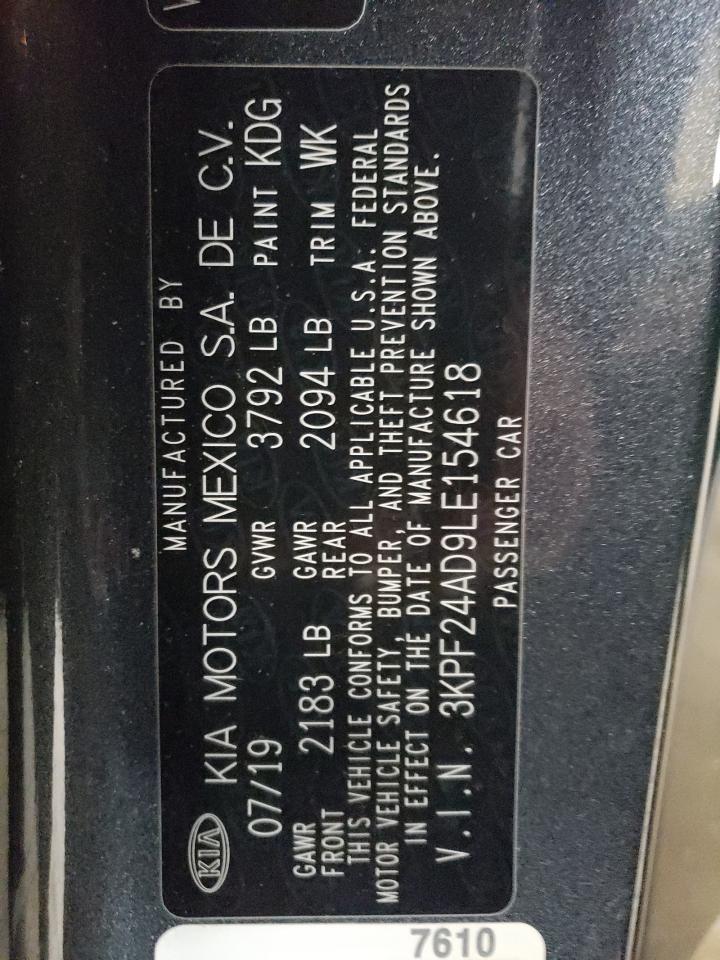 MANUFACTURED BY
KIA KIA MOTORS MEXICO S.A. DE C.V.
07/19 GVWR 3792 LB PAINT KDG
GAWR FRONT 2183 LB GAWR REAR 2094 LB TRIM WK
THIS VEHICLE CONFORMS TO ALL APPLICABLE U.S.A. FEDERAL
MOTOR VEHICLE SAFETY, BUMPER, AND THEFT PREVENTION STANDARDS
IN EFFECT ON THE DATE OF MANUFACTURE SHOWN ABOVE.
V.I.N. 3KPF24AD9LE154618
PASSENGER CAR
7610